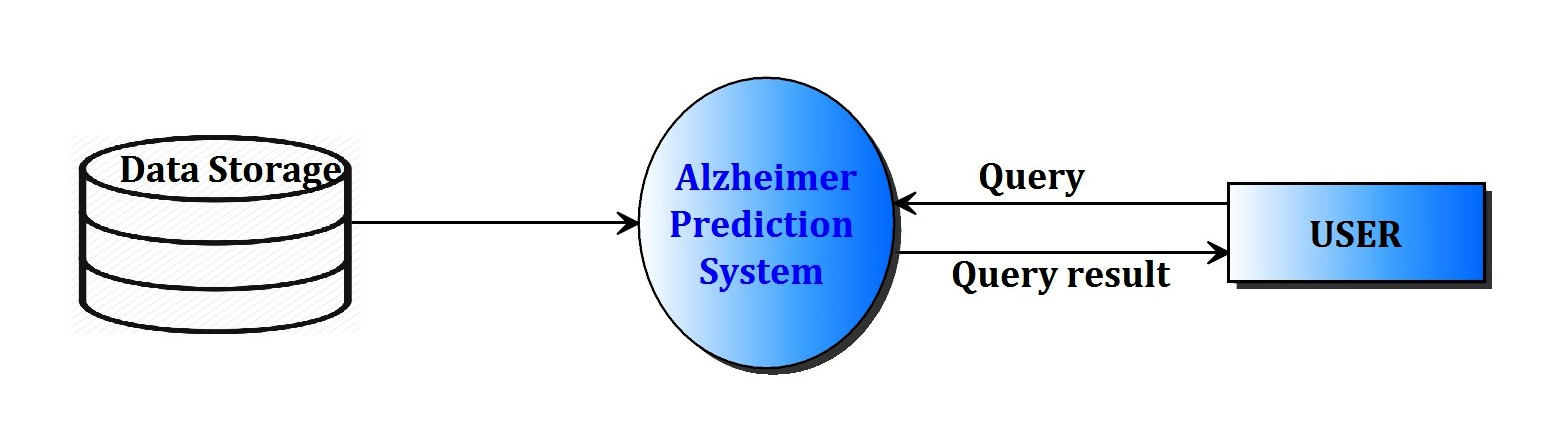 Data Storage
Alzheimer
Prediction
System
Query
Query result
USER